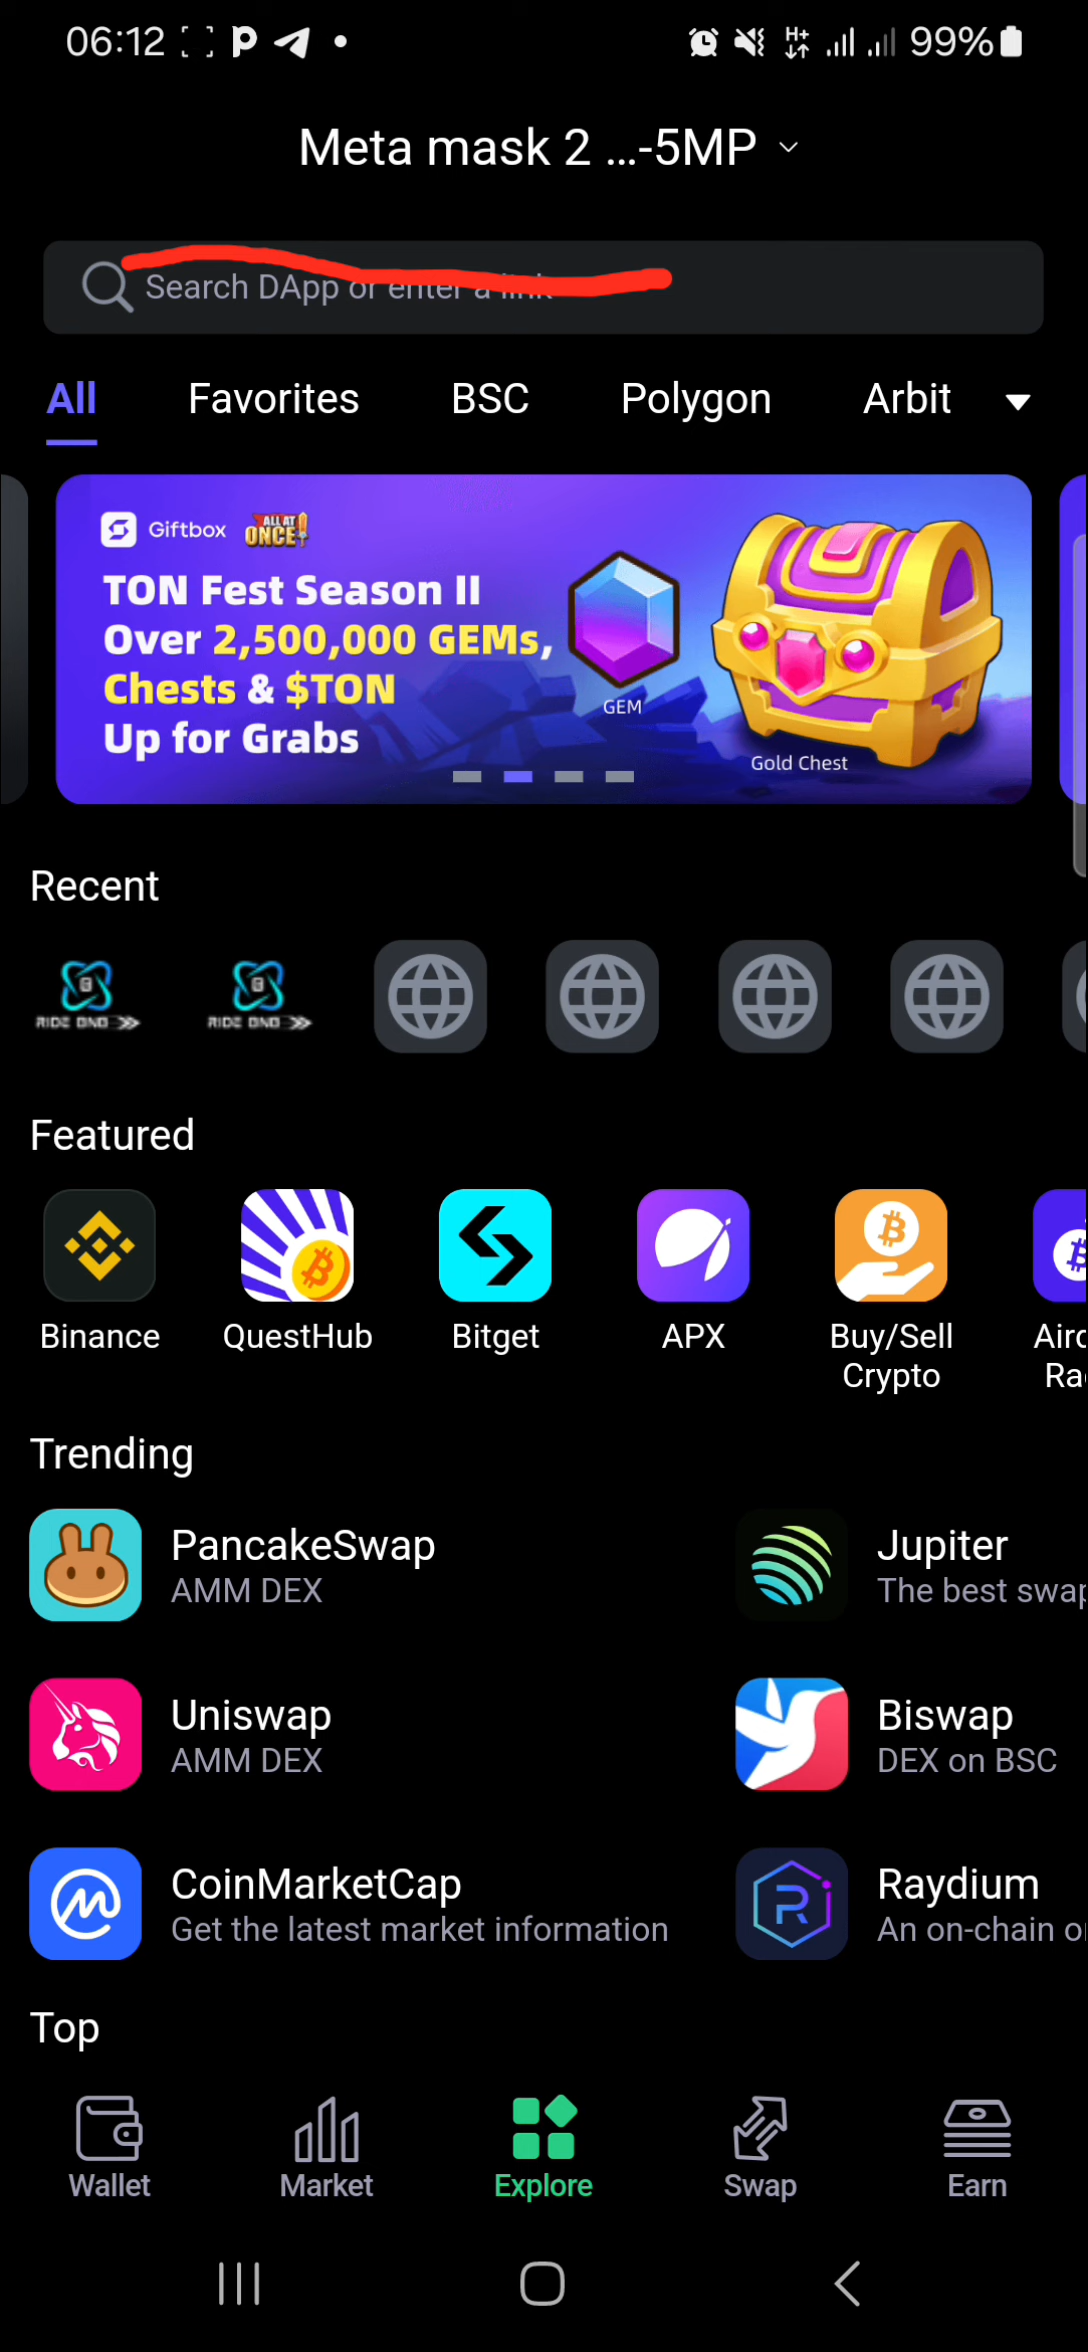 06:12
H+
99%
Meta mask 2 ...-5MP
Search DApp or enter a link
All Favorites BSC Polygon Arbit
Giftbox ALL AT ONCE!
TON Fest Season II
Over 2,500,000 GEMs,
Chests & $TON
Up for Grabs
GEM
Gold Chest
Recent
RIDE BNB
RIDE BNB
Featured
Binance QuestHub Bitget APX Buy/Sell Crypto
Trending
PancakeSwap
AMM DEX
Jupiter
The best swap
Uniswap
AMM DEX
Biswap
DEX on BSC
CoinMarketCap
Get the latest market information
Raydium
An on-chain
Top
Wallet Market Explore Swap Earn